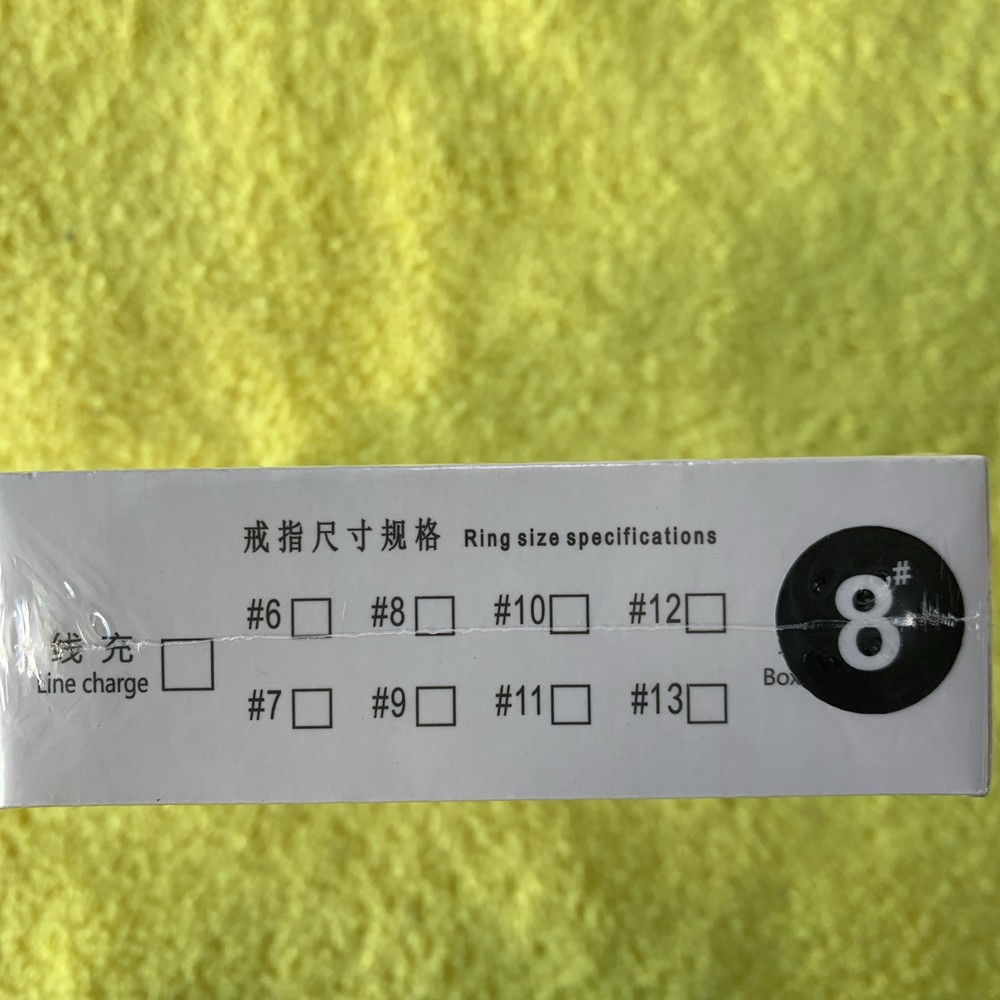 戒指尺寸规格 Ring size specifications
#6 #8 #10 #12
线充
Line charge
#7 #9 #11 #13
8#
Box